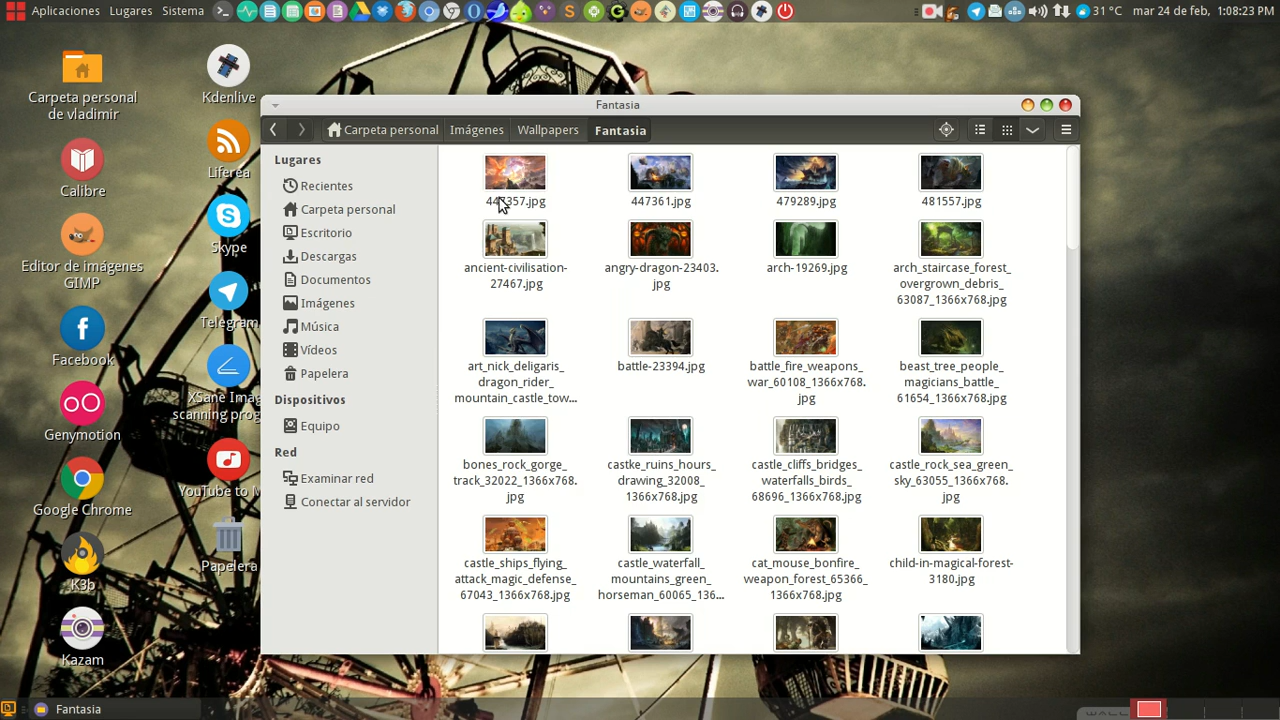 Aplicaciones Lugares Sistema
31 °C mar 24 de feb, 1:08:23 PM
Carpeta personal
de vladimir
Calibre
Editor de imágenes
GIMP
Facebook
Genymotion
Google Chrome
K3b
Kazam
Kdenlive
Liferea
Skype
Telegram
XSane Ima
scanning prog
YouTube to M
Papelera
Fantasia
Carpeta personal Imágenes Wallpapers Fantasia
Lugares
Recientes
Carpeta personal
Escritorio
Descargas
Documentos
Imágenes
Música
Vídeos
Papelera
Dispositivos
Equipo
Red
Examinar red
Conectar al servidor
447357.jpg
447361.jpg
479289.jpg
481557.jpg
ancient-civilisation-
27467.jpg
angry-dragon-23403.
jpg
arch-19269.jpg
arch_staircase_forest_
overgrown_debris_
63087_1366x768.jpg
art_nick_deligaris_
dragon_rider_
mountain_castle_tow...
battle-23394.jpg
battle_fire_weapons_
war_60108_1366x768.
jpg
beast_tree_people_
magicians_battle_
61654_1366x768.jpg
bones_rock_gorge_
track_32022_1366x768.
jpg
castke_ruins_hours_
drawing_32008_
1366x768.jpg
castle_cliffs_bridges_
waterfalls_birds_
68696_1366x768.jpg
castle_rock_sea_green_
sky_63055_1366x768.
jpg
castle_ships_flying_
attack_magic_defense_
67043_1366x768.jpg
castle_waterfall_
mountains_green_
horseman_60065_136...
cat_mouse_bonfire_
weapon_forest_65366_
1366x768.jpg
child-in-magical-forest-
3180.jpg
Fantasia